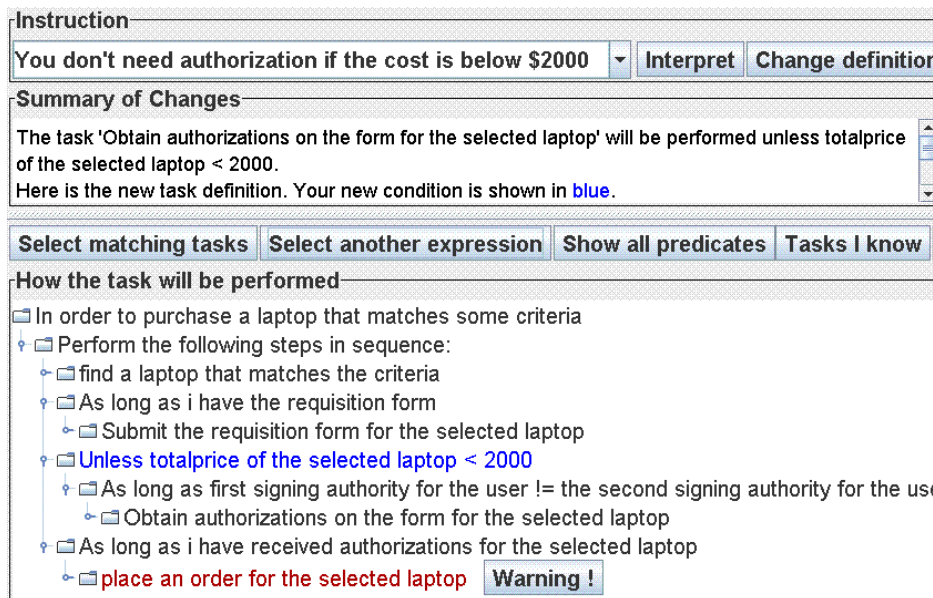 Instruction
You don't need authorization if the cost is below $2000 Interpret Change definition
Summary of Changes
The task 'Obtain authorizations on the form for the selected laptop' will be performed unless totalprice
of the selected laptop < 2000.
Here is the new task definition. Your new condition is shown in blue.
Select matching tasks Select another expression Show all predicates Tasks I know
How the task will be performed
In order to purchase a laptop that matches some criteria
Perform the following steps in sequence:
find a laptop that matches the criteria
As long as i have the requisition form
Submit the requisition form for the selected laptop
Unless totalprice of the selected laptop < 2000
As long as first signing authority for the user != the second signing authority for the use
Obtain authorizations on the form for the selected laptop
As long as i have received authorizations for the selected laptop
place an order for the selected laptop Warning !